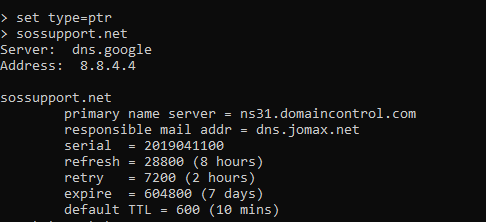 > set type=ptr
> sossupport.net
Server:  dns.google
Address:  8.8.4.4

sossupport.net
        primary name server = ns31.domaincontrol.com
        responsible mail addr = dns.jomax.net
        serial  = 2019041100
        refresh = 28800 (8 hours)
        retry   = 7200 (2 hours)
        expire  = 604800 (7 days)
        default TTL = 600 (10 mins)